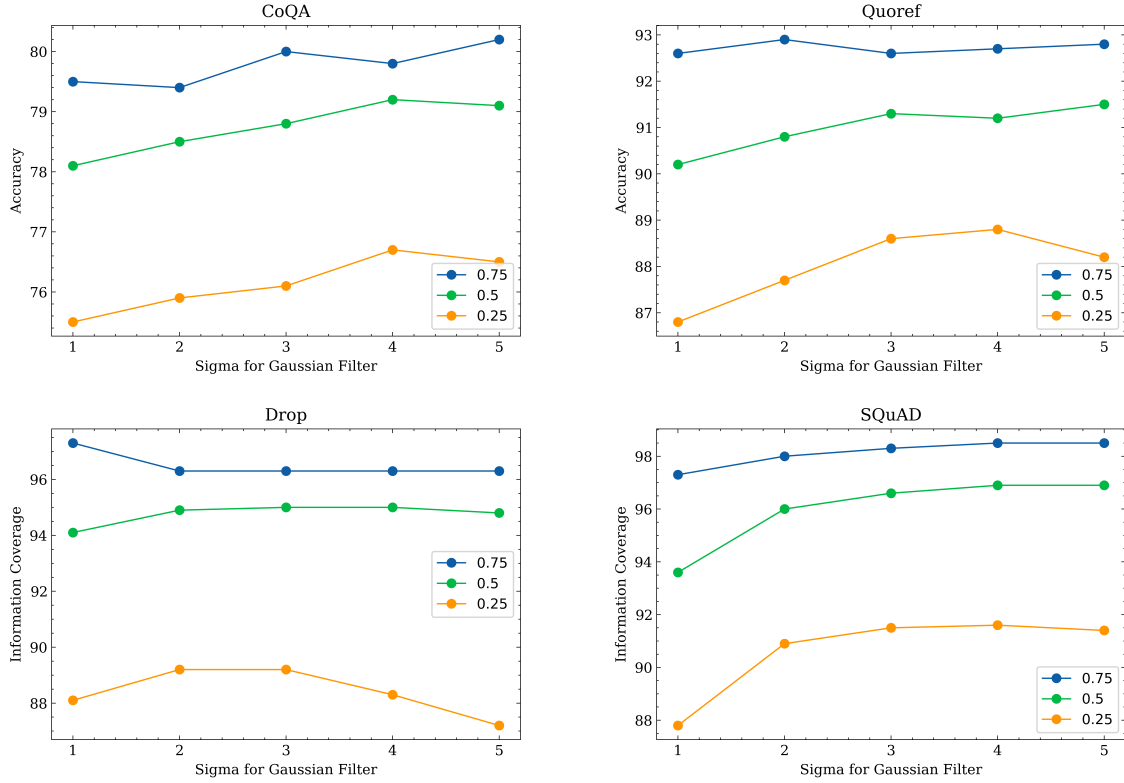 CoQA
80
79
78
77
76
Accuracy
1 2 3 4 5
Sigma for Gaussian Filter
0.75
0.5
0.25
Quoref
93
92
91
90
89
88
87
Accuracy
1 2 3 4 5
Sigma for Gaussian Filter
0.75
0.5
0.25
Drop
96
94
92
90
88
Information Coverage
1 2 3 4 5
Sigma for Gaussian Filter
0.75
0.5
0.25
SQuAD
98
96
94
92
90
88
Information Coverage
1 2 3 4 5
Sigma for Gaussian Filter
0.75
0.5
0.25